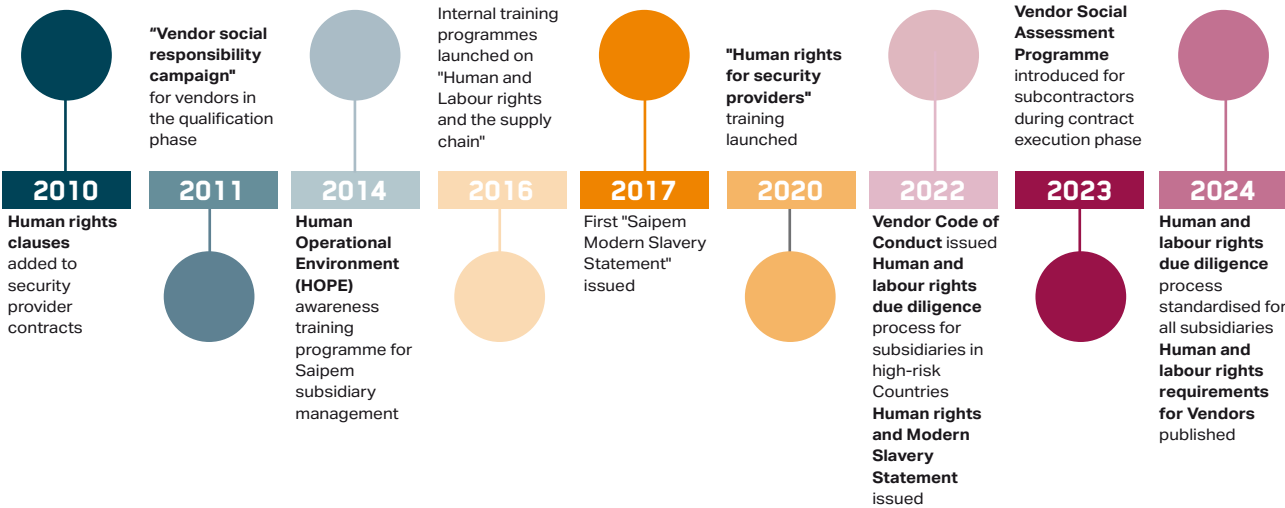 2010
Human rights
clauses
added to
security
provider
contracts
“Vendor social
responsibility
campaign"
for vendors in
the qualification
phase
2011
2014
Human
Operational
Environment
(HOPE)
awareness
training
programme for
Saipem
subsidiary
management
Internal training
programmes
launched on
"Human and
Labour rights
and the supply
chain"
2016
2017
First "Saipem
Modern Slavery
Statement"
issued
"Human rights
for security
providers"
training
launched
2020
2022
Vendor Code of
Conduct issued
Human and
labour rights
due diligence
process for
subsidiaries in
high-risk
Countries
Human rights
and Modern
Slavery
Statement
issued
Vendor Social
Assessment
Programme
introduced for
subcontractors
during contract
execution phase
2023
2024
Human and
labour rights
due diligence
process
standardised for
all subsidiaries
Human and
labour rights
requirements
for Vendors
published